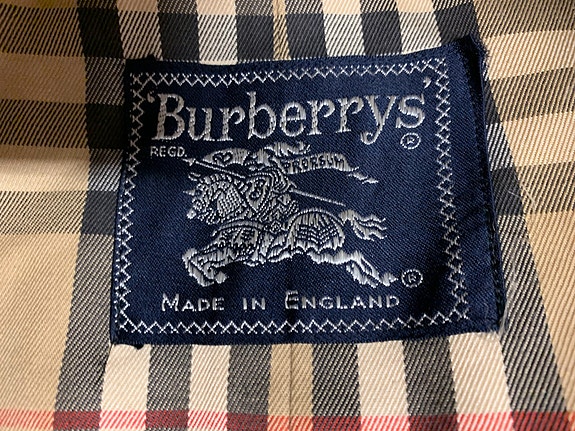 'Burberrys'
®
REGD.
PRORSUM
®
MADE IN ENGLAND